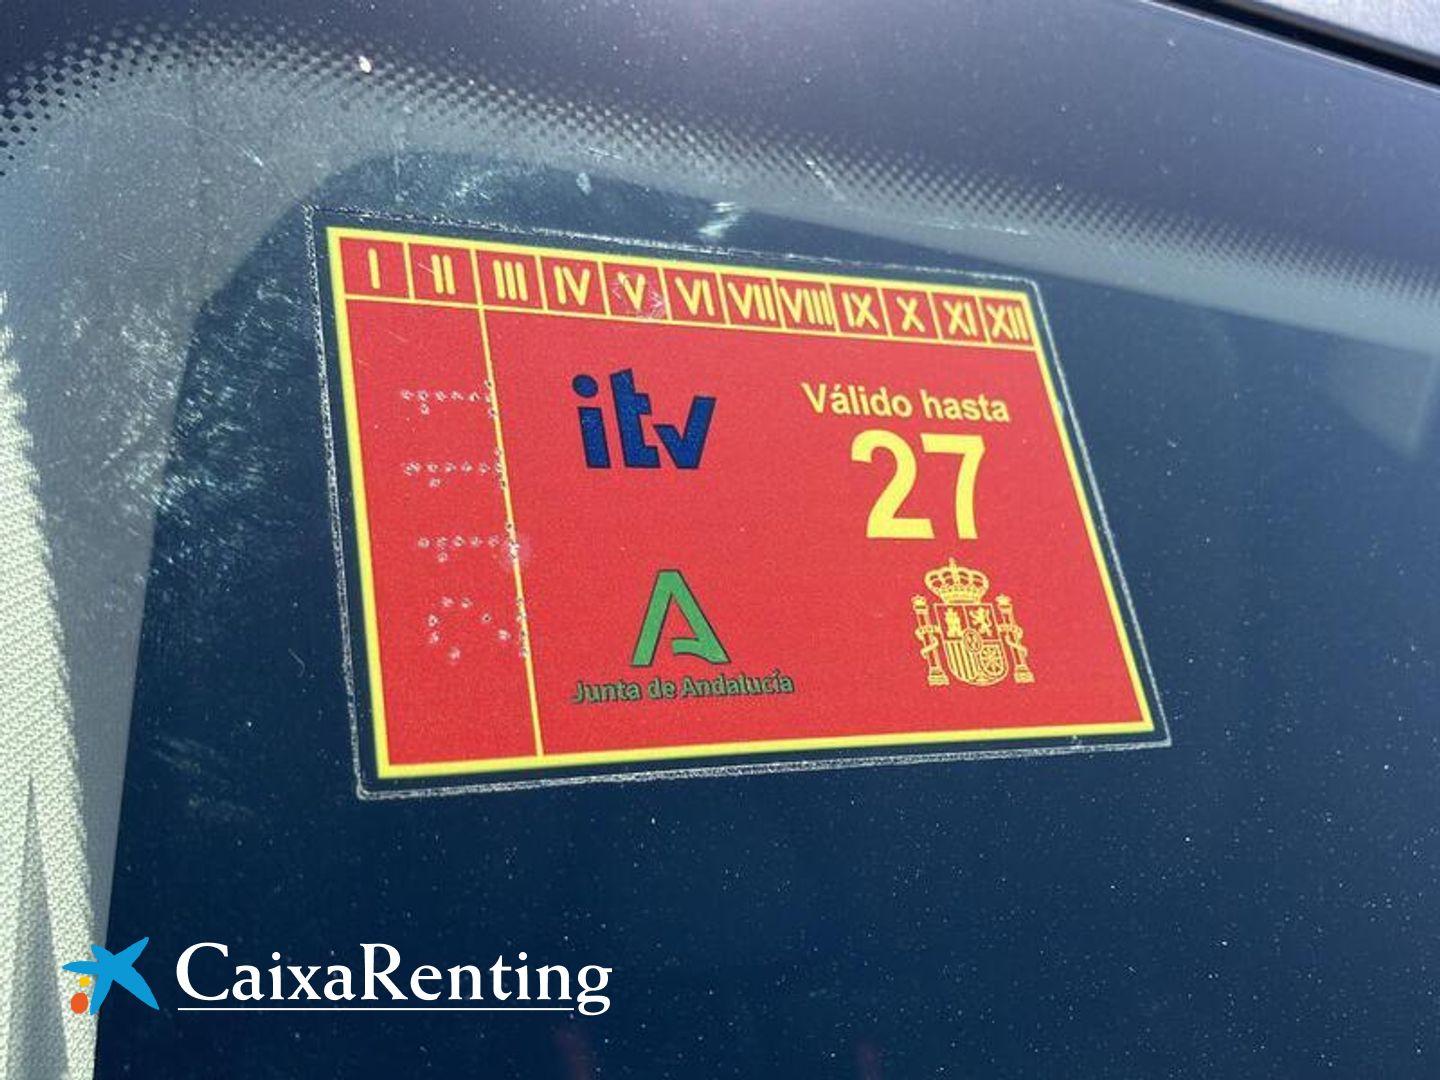 I II III IV V VI VII VIII IX X XI XII
itv
Válido hasta
27
Junta de Andalucía
CaixaRenting